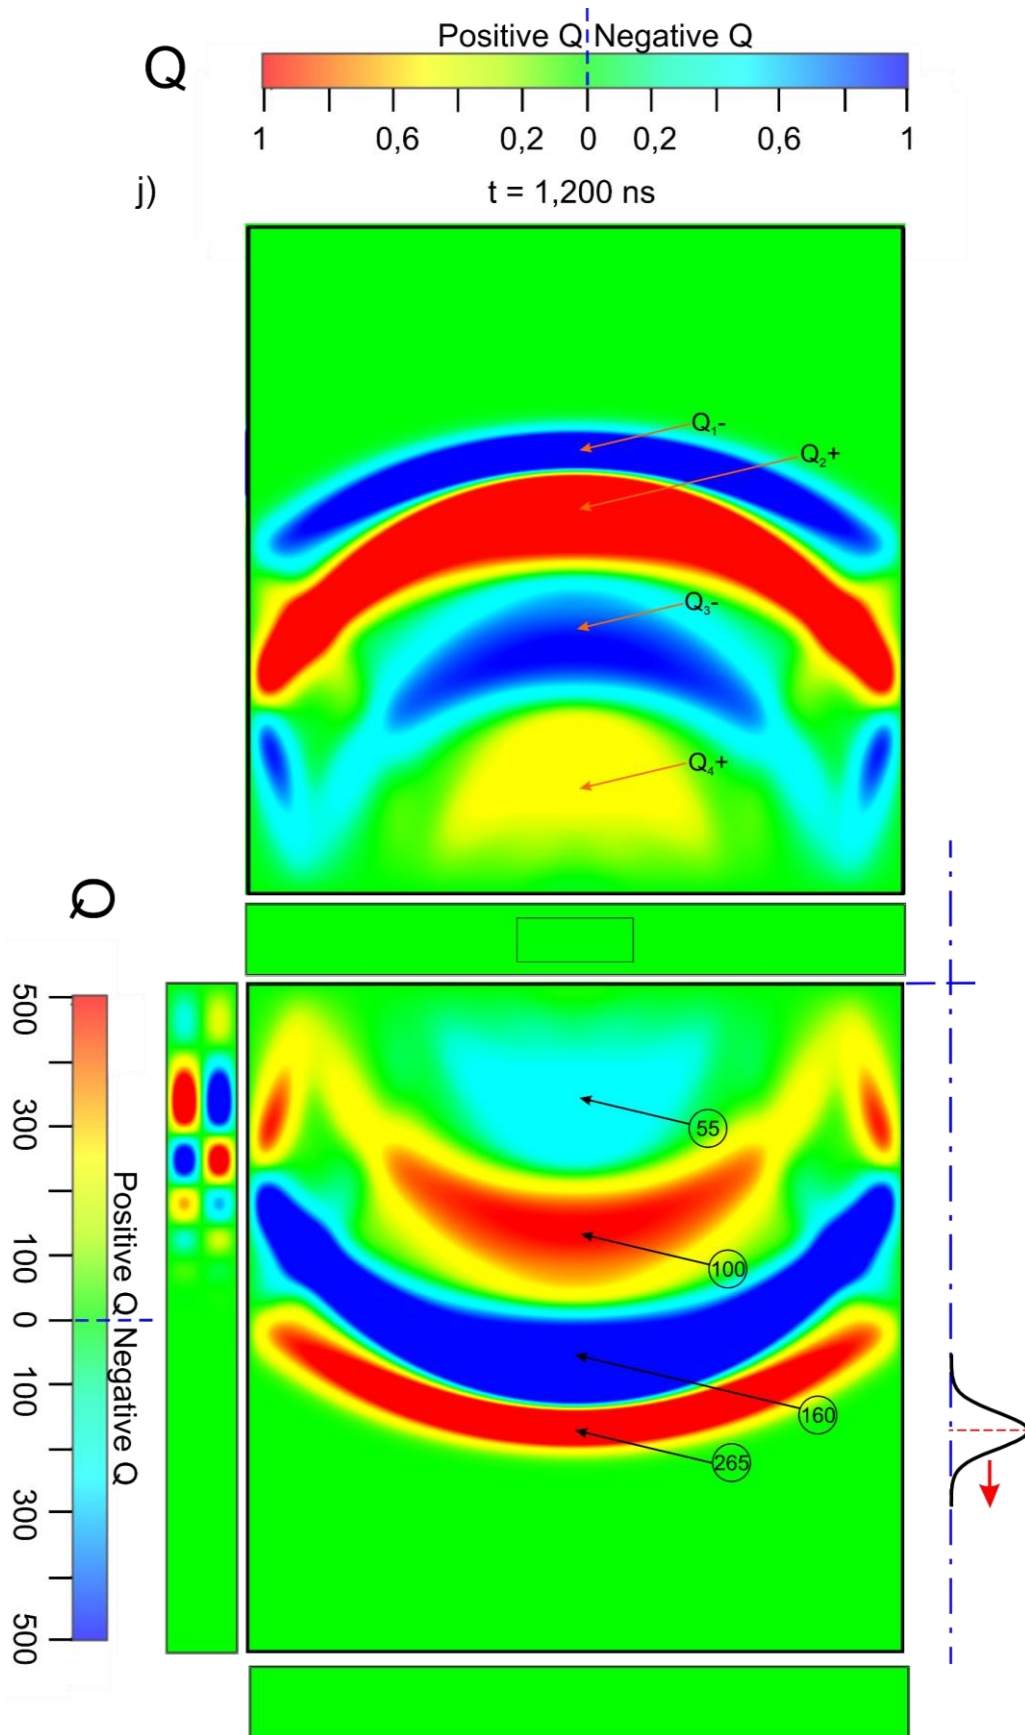 Positive Q Negative Q
Q
1 0,6 0,2 0 0,2 0,6 1
j)
t = 1,200 ns
Q₁-
Q₂+
Q₃-
Q₄+
Q
500 300 100 0 100 300 500
Positive Q Negative Q
55
100
160
265